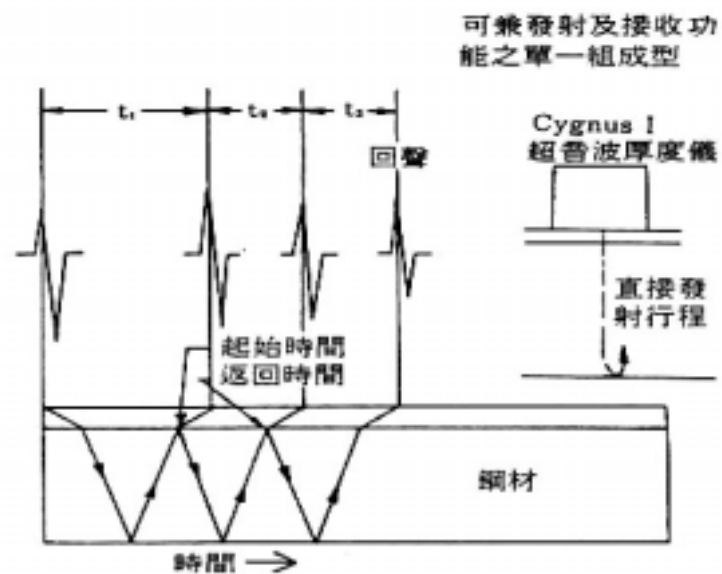 可兼發射及接收功
能之單一組成型
t₁
t₂
t₃
回聲
Cygnus 1
超音波厚度儀
直接發
射行程
起始時間
返回時間
鋼材
時間